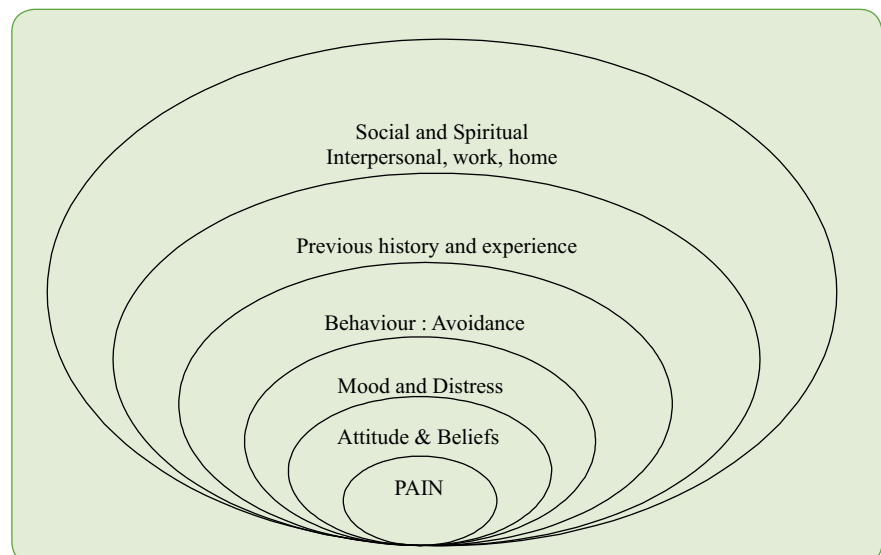 Social and Spiritual
Interpersonal, work, home
Previous history and experience
Behaviour : Avoidance
Mood and Distress
Attitude & Beliefs
PAIN